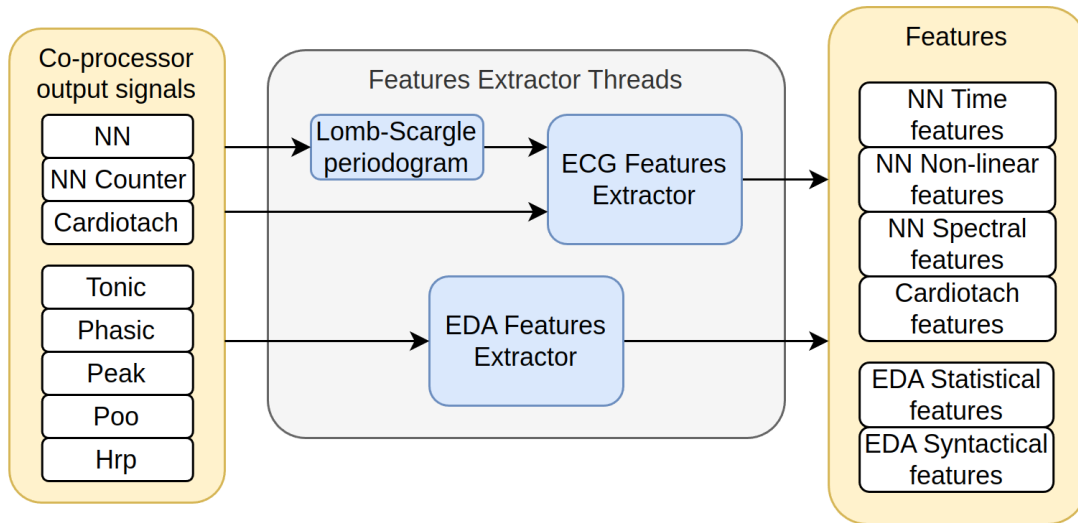 Co-processor
output signals
NN
NN Counter
Cardiotach
Tonic
Phasic
Peak
Poo
Hrp
Features Extractor Threads
Lomb-Scargle
periodogram
ECG Features
Extractor
EDA Features
Extractor
Features
NN Time
features
NN Non-linear
features
NN Spectral
features
Cardiotach
features
EDA Statistical
features
EDA Syntactical
features